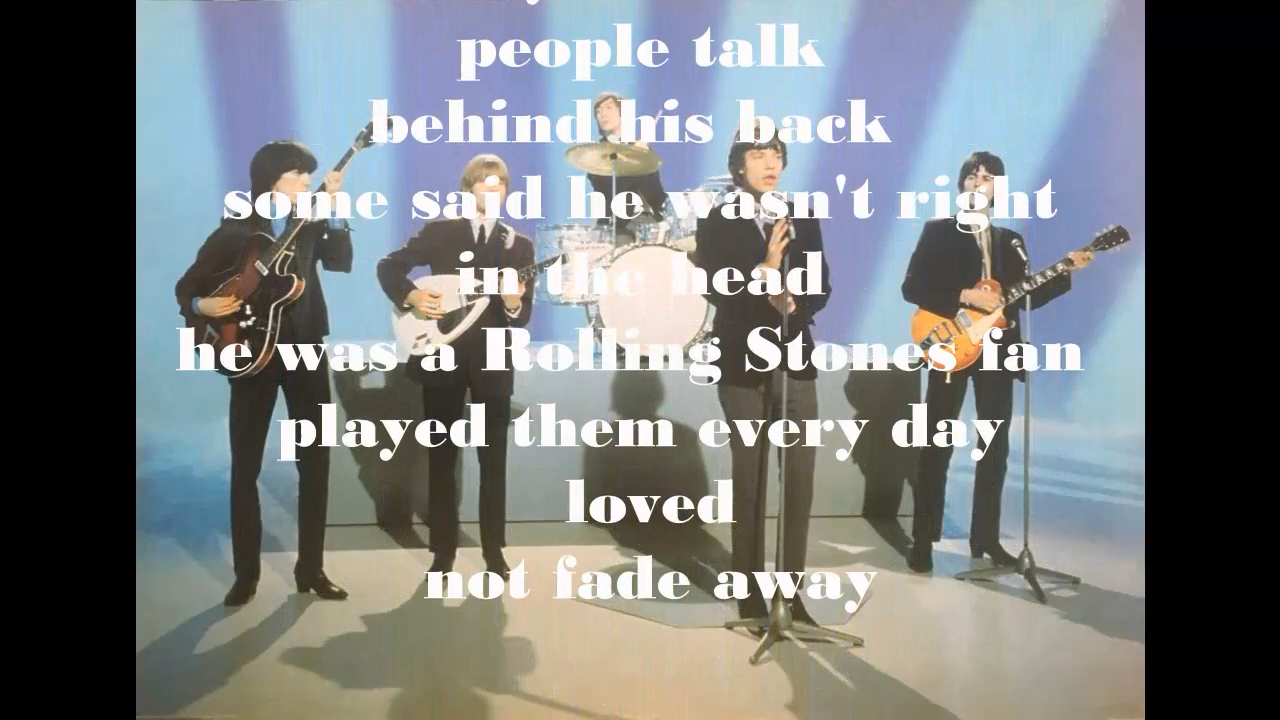 people talk
behind his back
some said he wasn't right
in the head
he was a Rolling Stones fan
played them every day
loved
not fade away